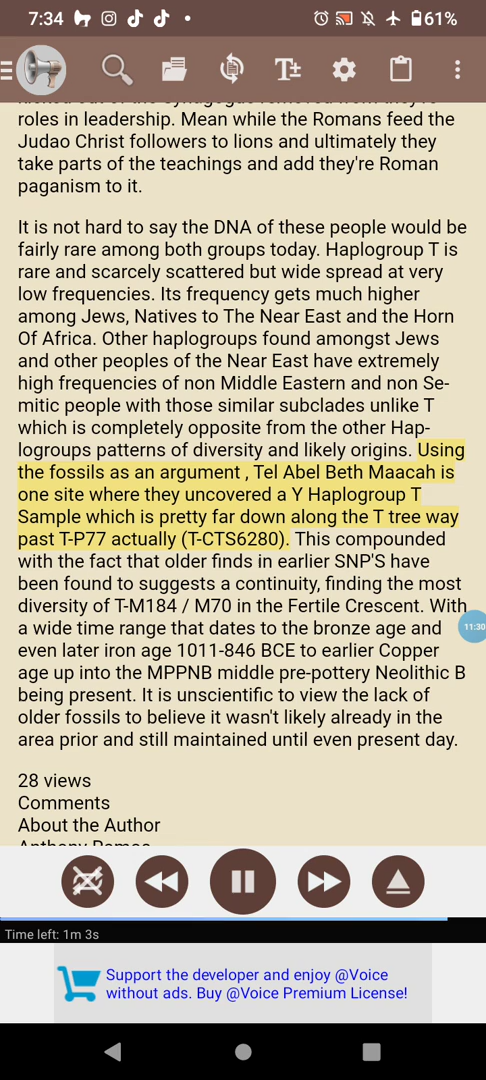 7:34
61%
roles in leadership. Mean while the Romans feed the
Judao Christ followers to lions and ultimately they
take parts of the teachings and add they're Roman
paganism to it.
It is not hard to say the DNA of these people would be
fairly rare among both groups today. Haplogroup T is
rare and scarcely scattered but wide spread at very
low frequencies. Its frequency gets much higher
among Jews, Natives to The Near East and the Horn
Of Africa. Other haplogroups found amongst Jews
and other peoples of the Near East have extremely
high frequencies of non Middle Eastern and non Se-
mitic people with those similar subclades unlike T
which is completely opposite from the other Hap-
logroups patterns of diversity and likely origins. Using
the fossils as an argument , Tel Abel Beth Maacah is
one site where they uncovered a Y Haplogroup T
Sample which is pretty far down along the T tree way
past T-P77 actually (T-CTS6280). This compounded
with the fact that older finds in earlier SNP'S have
been found to suggests a continuity, finding the most
diversity of T-M184 / M70 in the Fertile Crescent. With
a wide time range that dates to the bronze age and
even later iron age 1011-846 BCE to earlier Copper
age up into the MPPNB middle pre-pottery Neolithic B
being present. It is unscientific to view the lack of
older fossils to believe it wasn't likely already in the
area prior and still maintained until even present day.
11:30
28 views
Comments
About the Author
Time left: 1m 3s
Support the developer and enjoy @Voice
without ads. Buy @Voice Premium License!